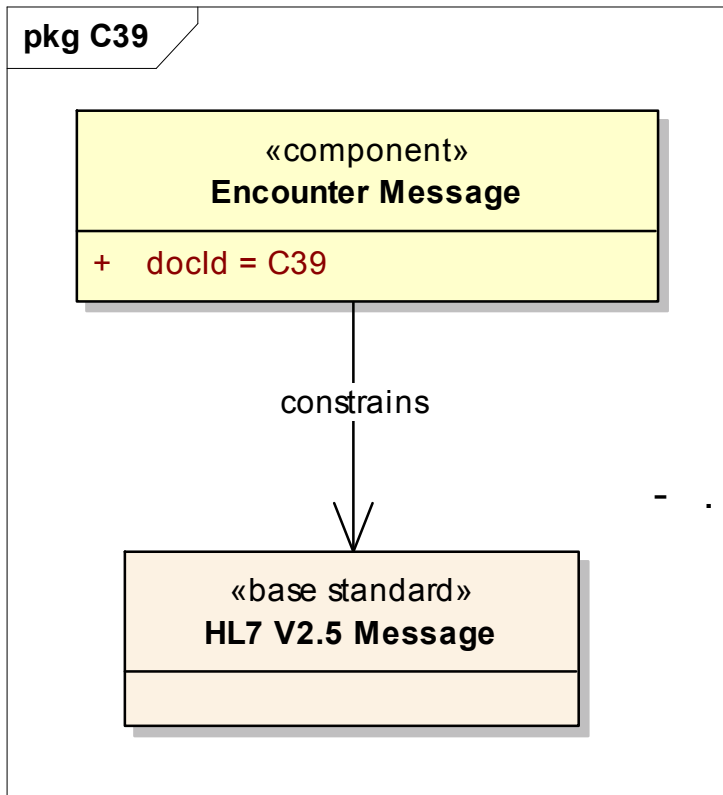 pkg C39
«component»
Encounter Message
+ docId = C39
constrains
- .
«base standard»
HL7 V2.5 Message